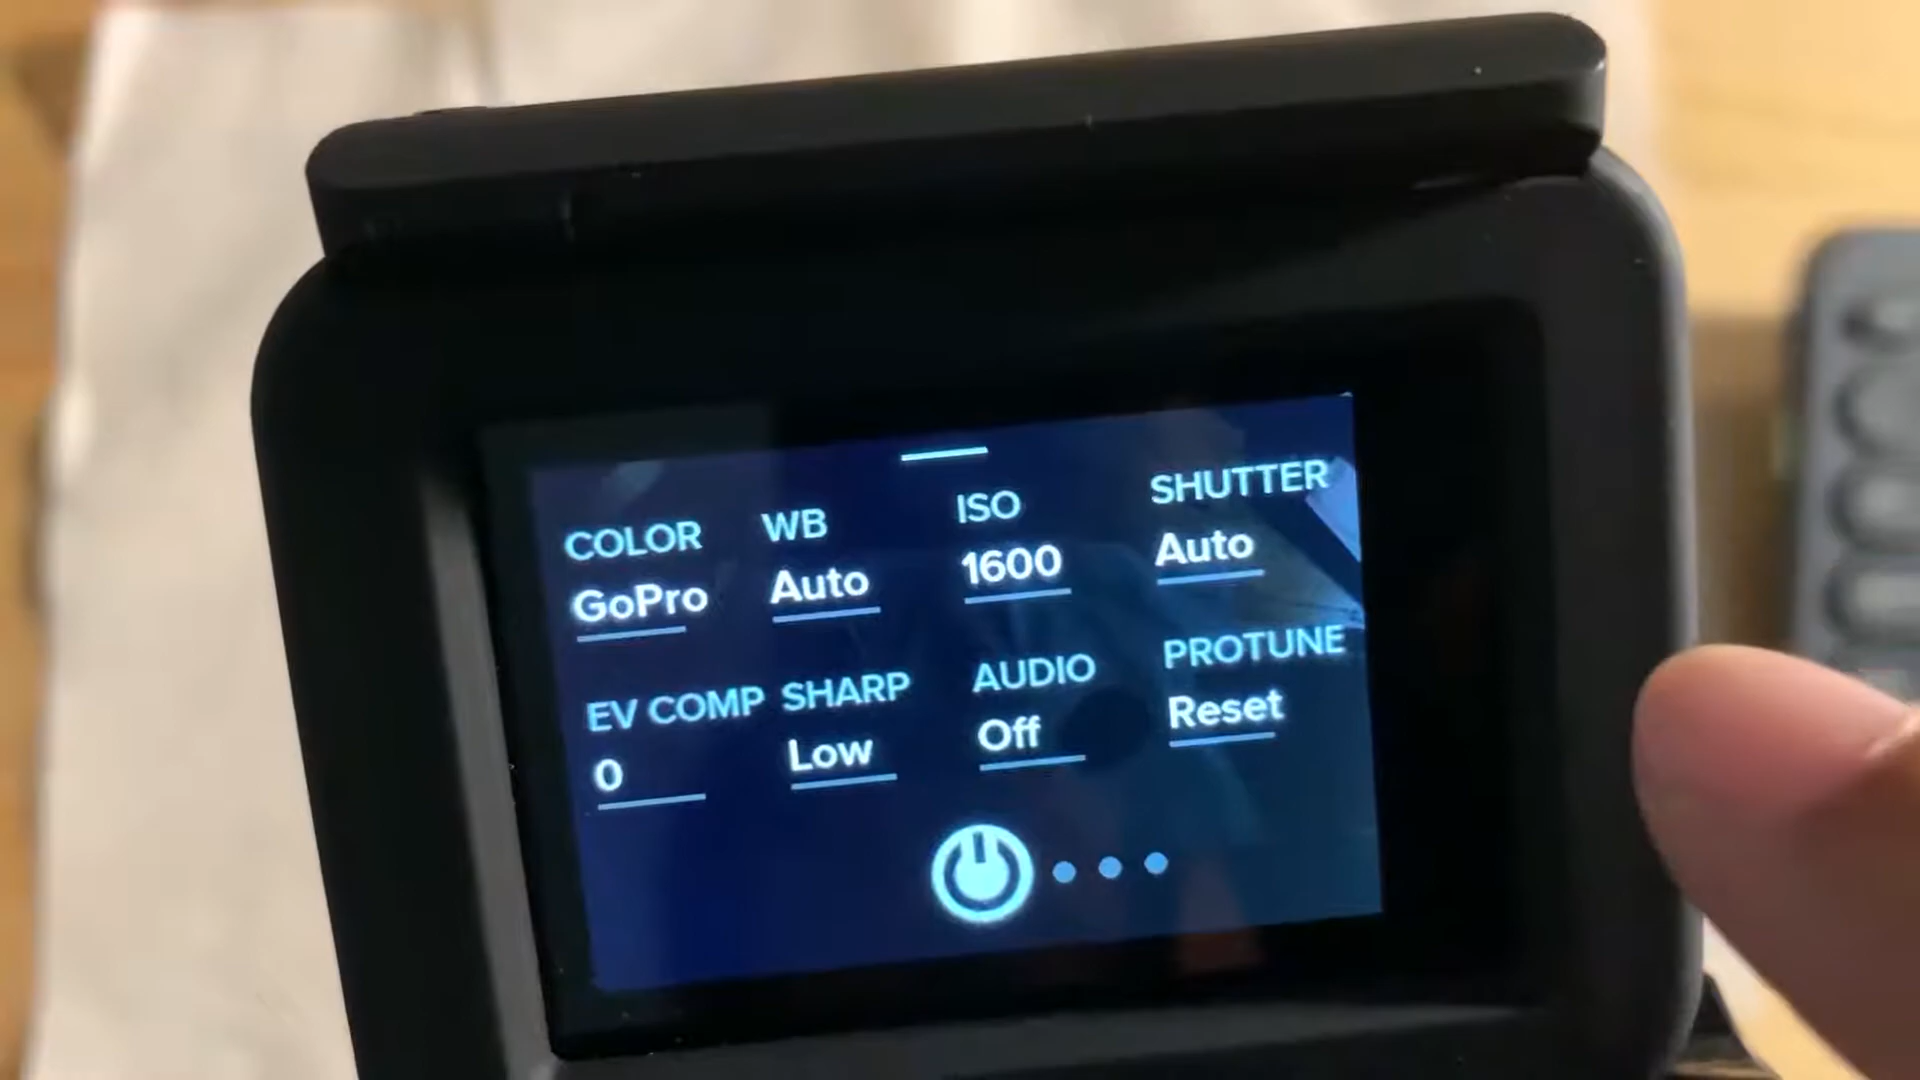 COLOR WB ISO SHUTTER
GoPro Auto 1600 Auto
EV COMP SHARP AUDIO PROTUNE
0 Low Off Reset